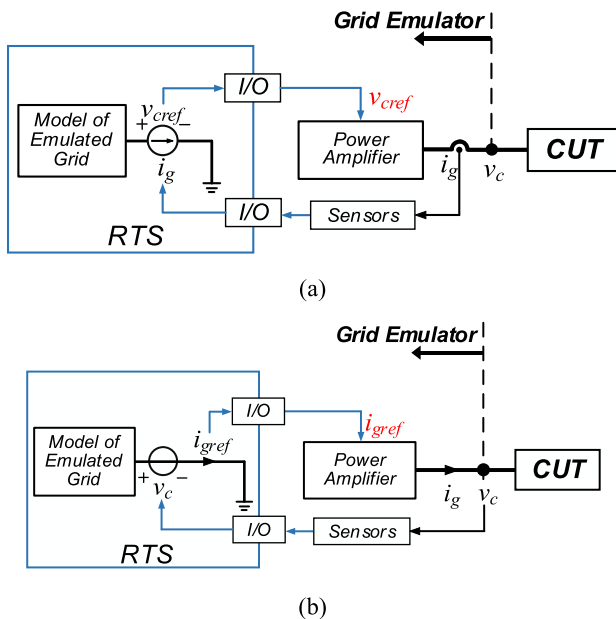 Grid Emulator
I/O
v_cref
v_cref
Model of
Emulated
Grid
+ −
Power
Amplifier
CUT
i_g
i_g
v_c
I/O
Sensors
RTS
(a)
Grid Emulator
I/O
i_gref
i_gref
Model of
Emulated
Grid
+ −
v_c
Power
Amplifier
CUT
i_g
v_c
I/O
Sensors
RTS
(b)